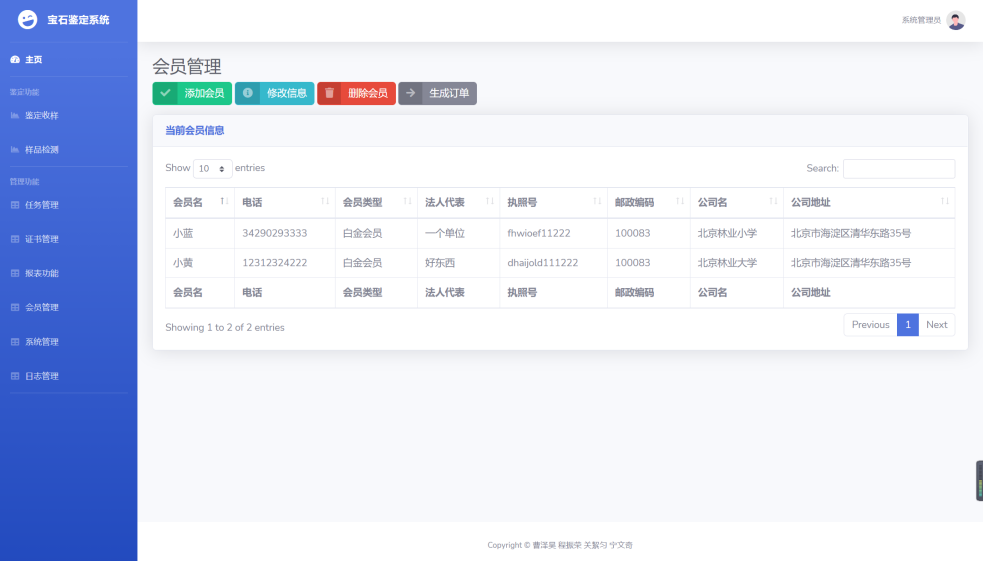 宝石鉴定系统
系统管理员
主页
鉴定功能
鉴定收样
样品检测
管理功能
任务管理
证书管理
报表功能
会员管理
系统管理
日志管理
会员管理
添加会员 修改信息 删除会员 生成订单
当前会员信息
Show 10 entries Search:
会员名 电话 会员类型 法人代表 执照号 邮政编码 公司名 公司地址
小蓝 34290293333 白金会员 一个单位 fhwioef11222 100083 北京林业小学 北京市海淀区清华东路35号
小黄 12312324222 白金会员 好东西 dhaijold111222 100083 北京林业大学 北京市海淀区清华东路35号
会员名 电话 会员类型 法人代表 执照号 邮政编码 公司名 公司地址
Showing 1 to 2 of 2 entries Previous 1 Next
Copyright © 曹泽昊 程振荣 关絮匀 宁文奇